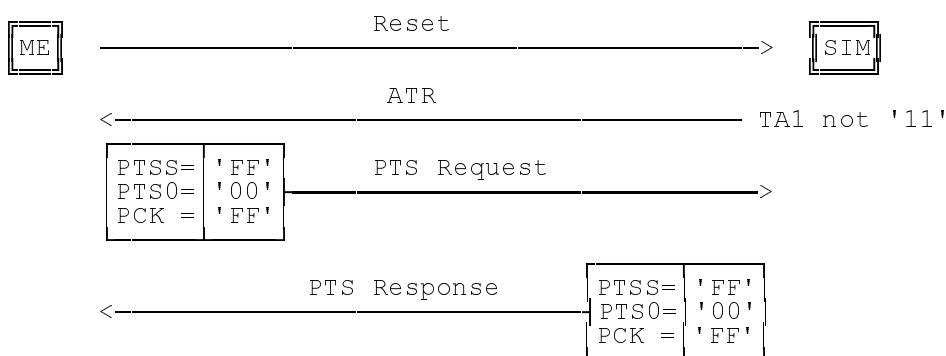 Reset
ME > SIM
ATR
< TA1 not '11'
PTSS= 'FF' PTS Request
PTS0= '00' >
PCK = 'FF'
PTSS= 'FF'
PTS Response
< PTS0= '00'
PCK = 'FF'